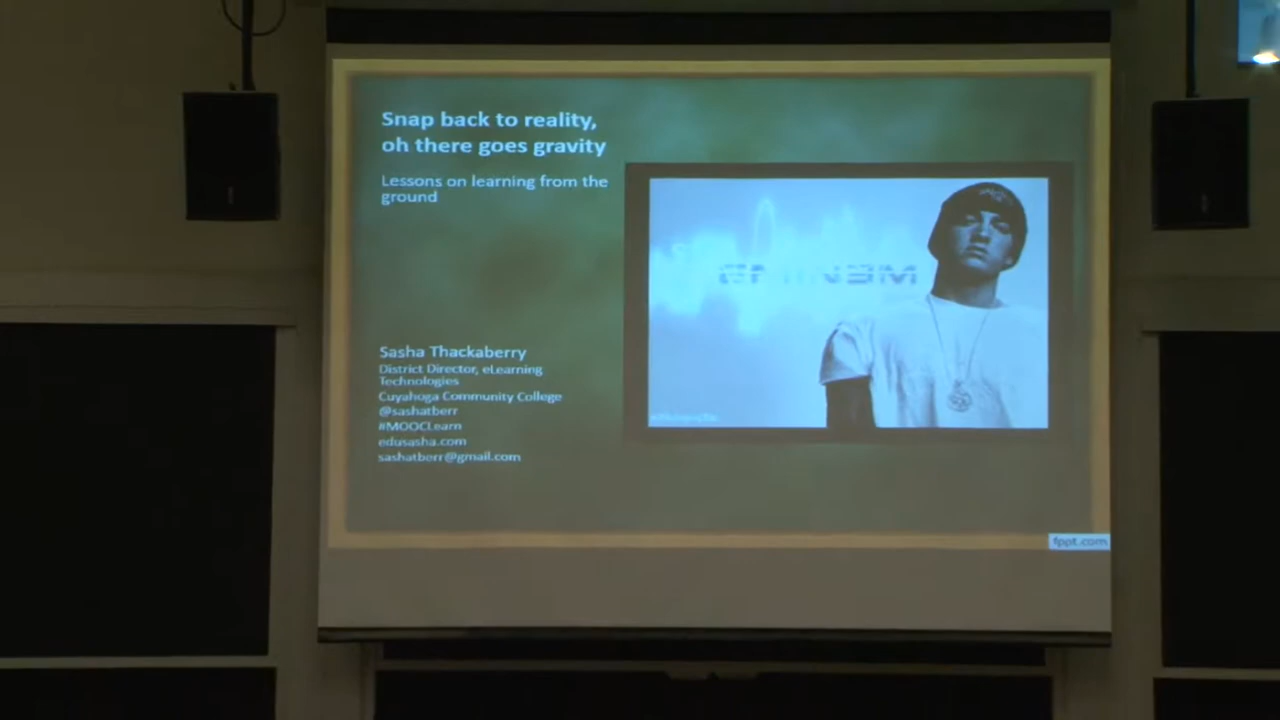 Snap back to reality,
oh there goes gravity
Lessons on learning from the
ground
EMINEM
Sasha Thackaberry
District Director, eLearning
Technologies
Cuyahoga Community College
@sashatberr
#MOOCLearn
edusasha.com
sashatberr@gmail.com
fppt.com